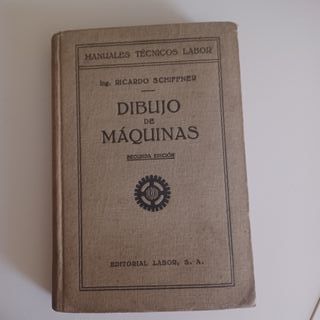 MANUALES TÉCNICOS LABOR
Ing. RICARDO SCHIFFNER
DIBUJO
DE
MÁQUINAS
SEGUNDA EDICIÓN
EDITORIAL LABOR, S. A.